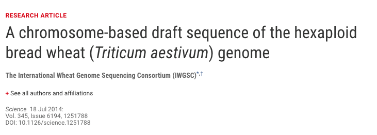 RESEARCH ARTICLE
A chromosome-based draft sequence of the hexaploid
bread wheat (Triticum aestivum) genome
The International Wheat Genome Sequencing Consortium (IWGSC)*,†
+ See all authors and affiliations
Science 18 Jul 2014:
Vol. 345, Issue 6194, 1251788
DOI: 10.1126/science.1251788